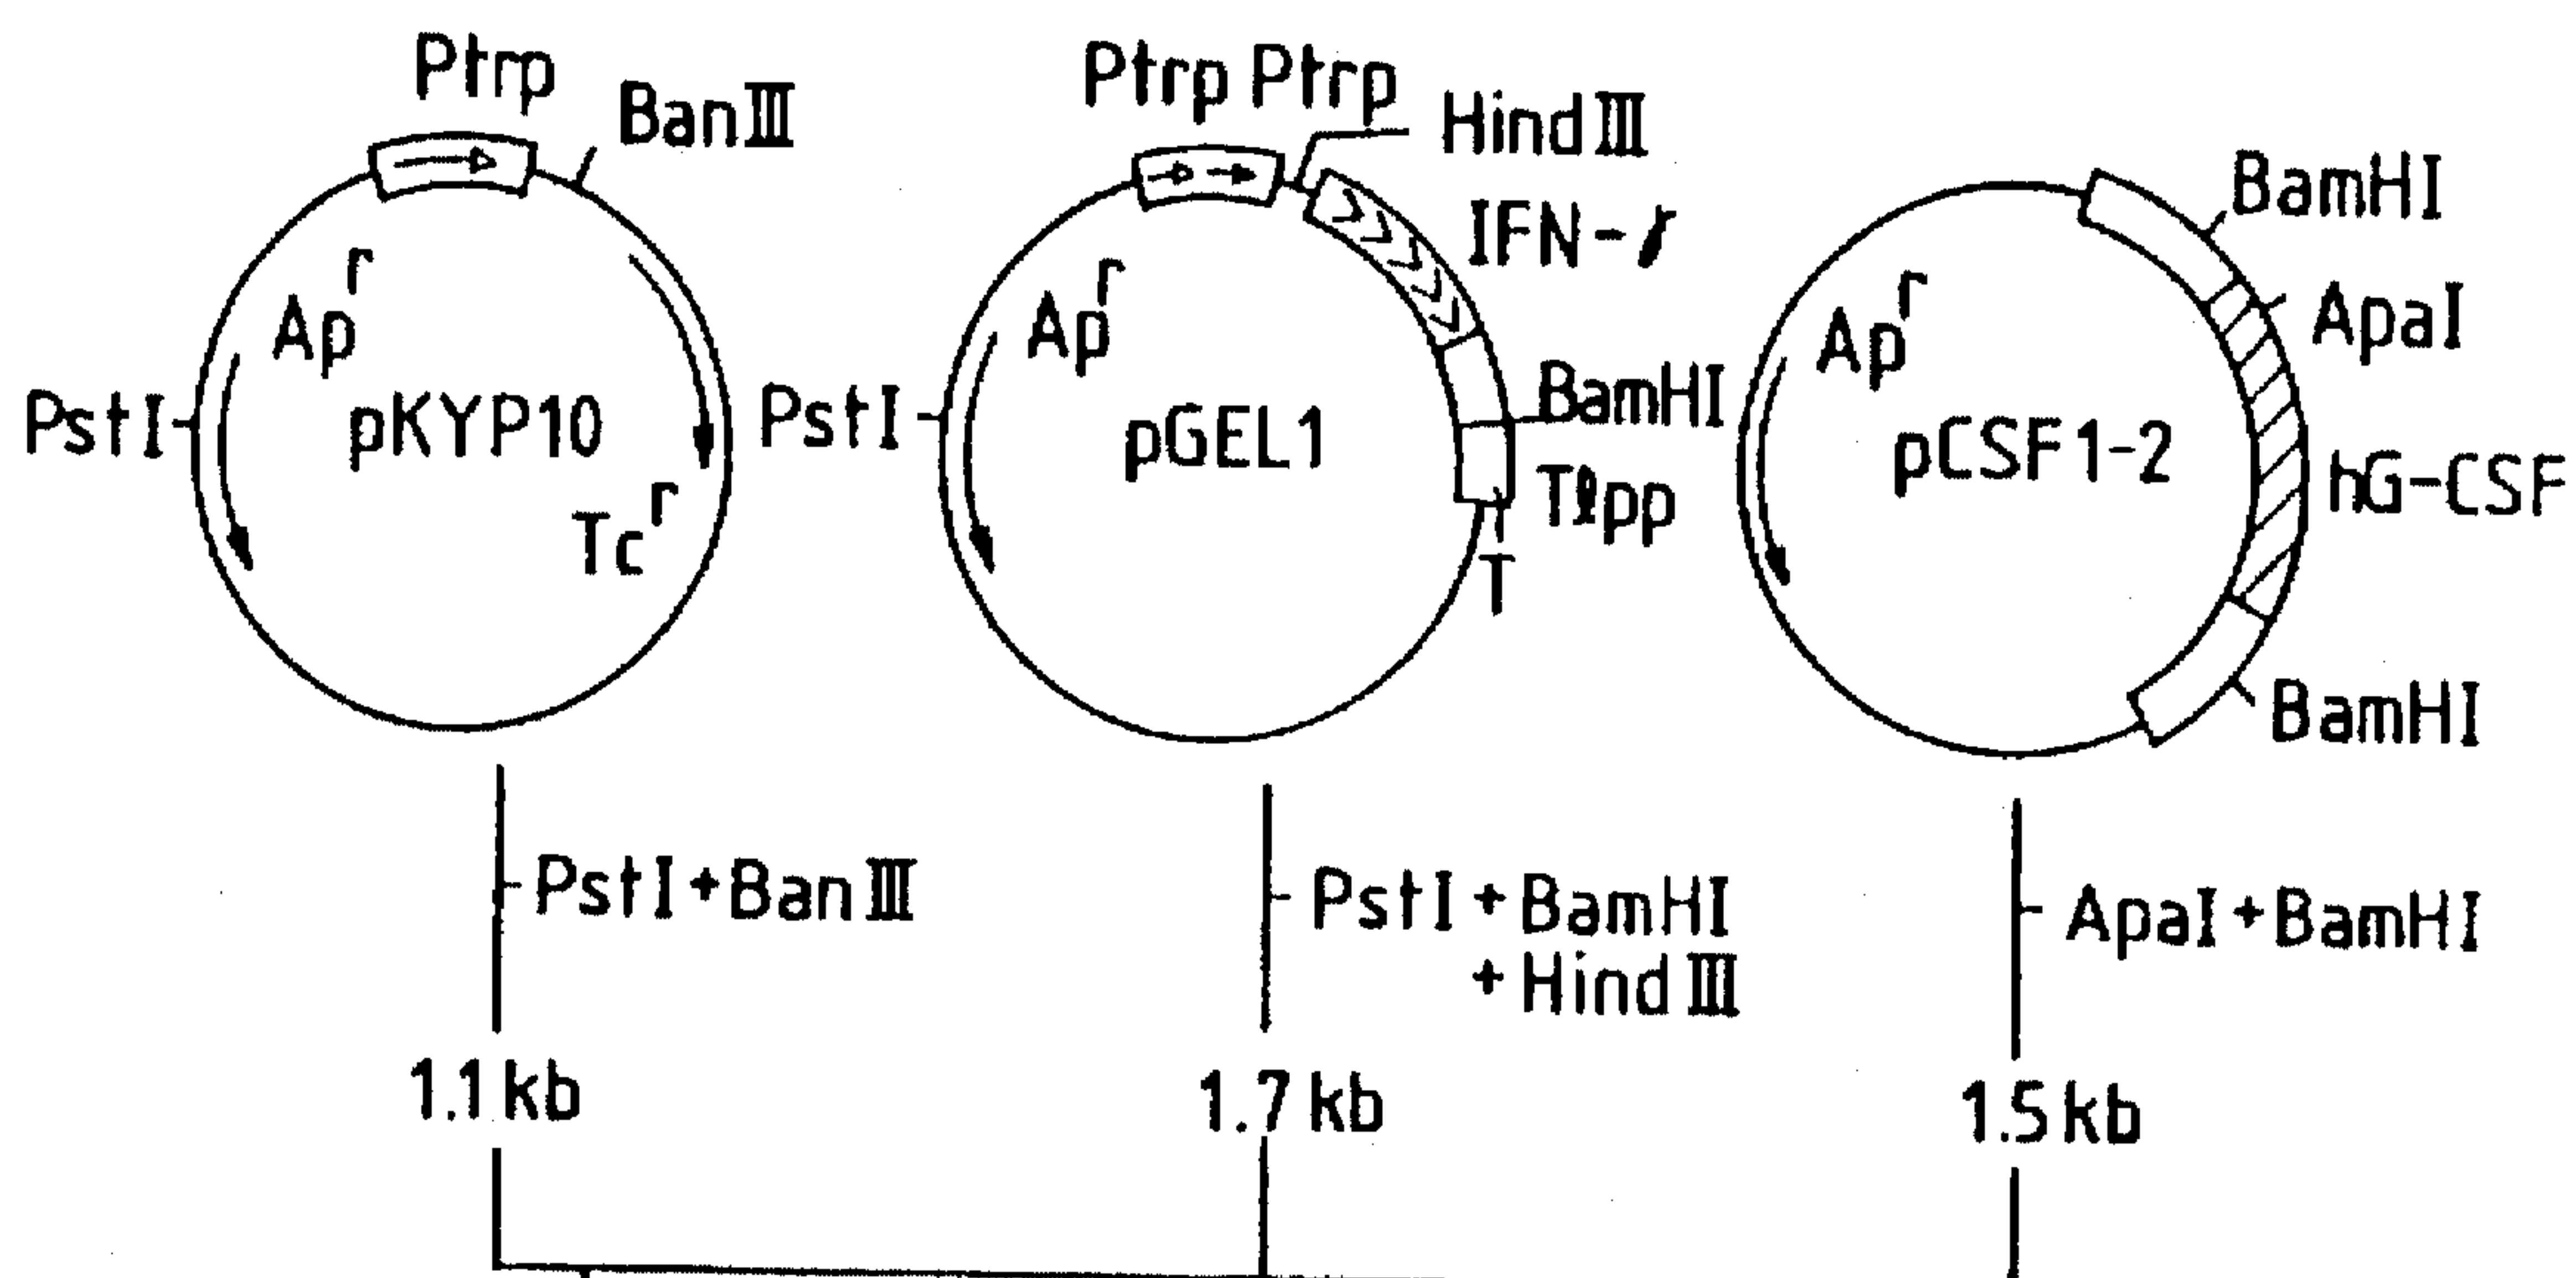 Ptrp
BanIII
Apr
PstI
pKYP10
Tcr
Ptrp Ptrp
HindIII
IFN-γ
Apr
PstI
pGEL1
BamHI
Tlpp
T
BamHI
ApaI
Apr
pCSF1-2
hG-CSF
BamHI
PstI+BanIII
PstI+BamHI
+HindIII
ApaI+BamHI
1.1kb
1.7kb
1.5kb